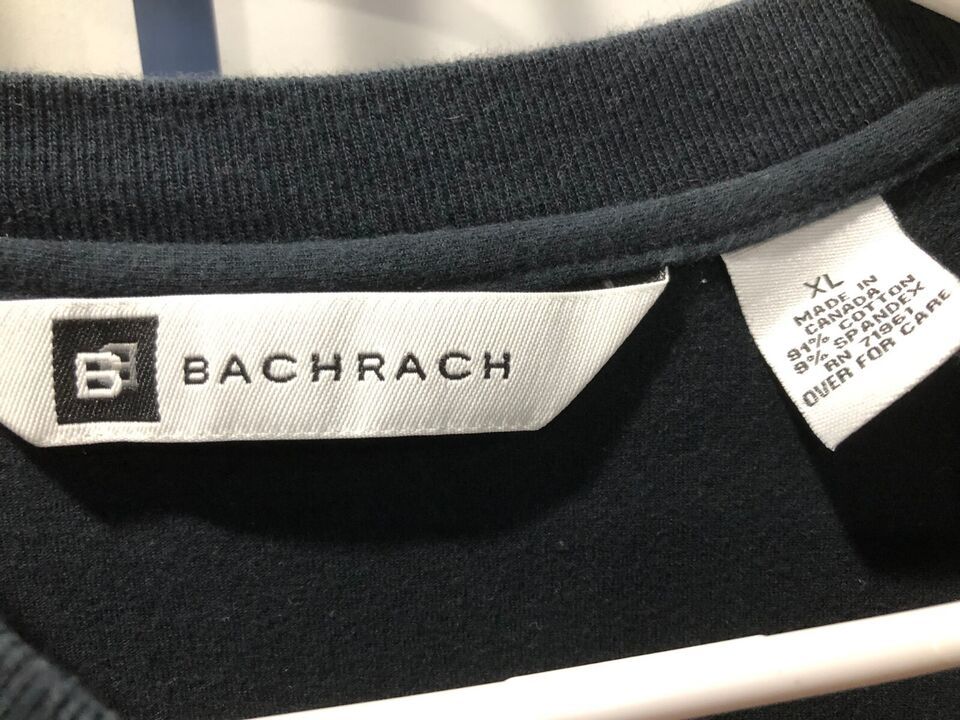 B
BACHRACH
XL
MADE IN
CANADA
91% COTTON
9% SPANDEX
RN 71961
OVER FOR CARE